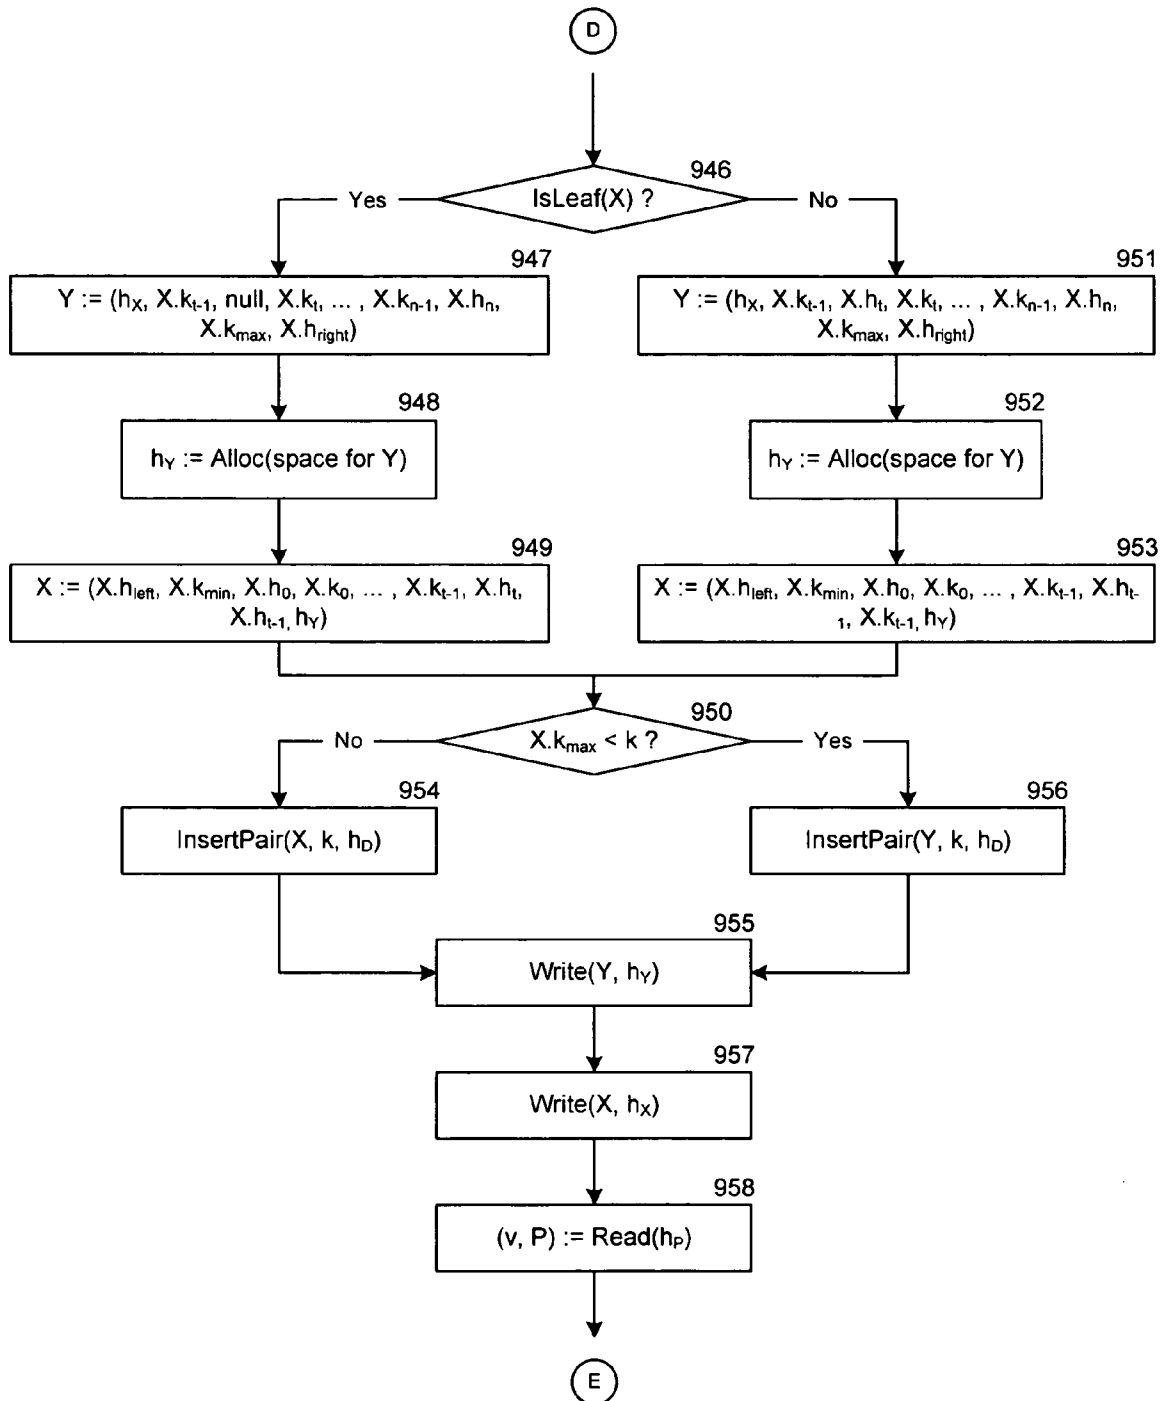 D
946
IsLeaf(X) ?
Yes
No
947
Y := (hX, X.kt-1, null, X.kt, ... , X.kn-1, X.hn,
X.kmax, X.hright)
951
Y := (hX, X.kt-1, X.ht, X.kt, ... , X.kn-1, X.hn,
X.kmax, X.hright)
948
hY := Alloc(space for Y)
952
hY := Alloc(space for Y)
949
X := (X.hleft, X.kmin, X.h0, X.k0, ... , X.kt-1, X.ht,
X.ht-1, hY)
953
X := (X.hleft, X.kmin, X.h0, X.k0, ... , X.kt-1, X.ht-
1, X.kt-1, hY)
950
X.kmax < k ?
No
Yes
954
InsertPair(X, k, hD)
956
InsertPair(Y, k, hD)
955
Write(Y, hY)
957
Write(X, hX)
958
(v, P) := Read(hP)
E